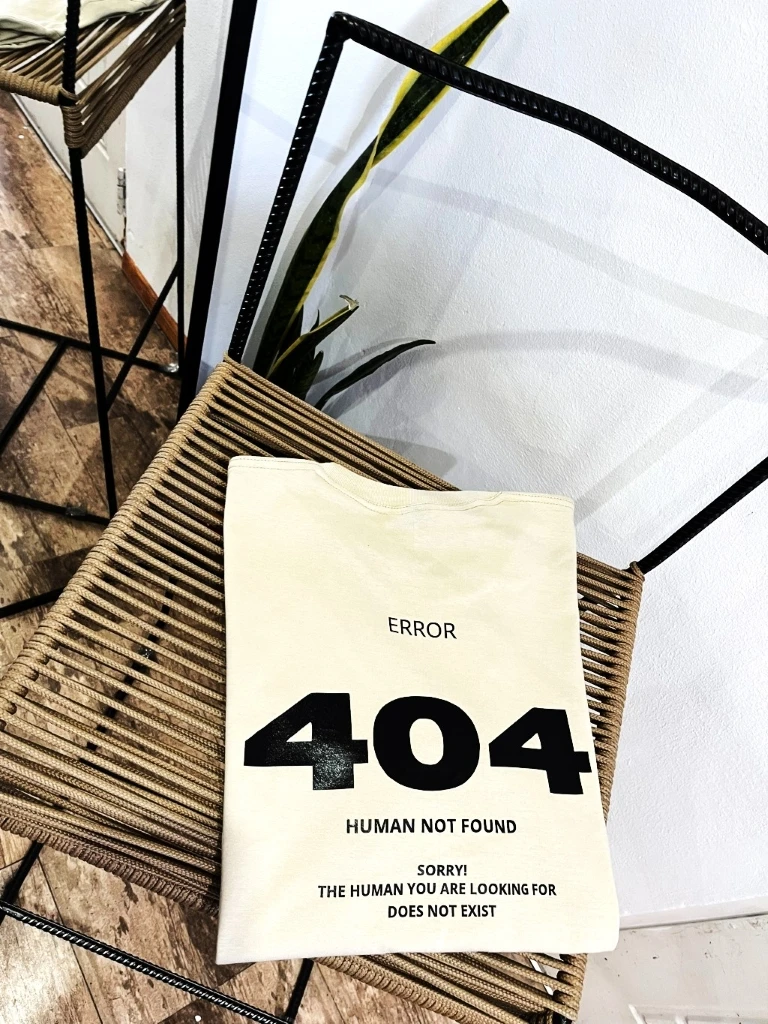 ERROR
404
HUMAN NOT FOUND
SORRY!
THE HUMAN YOU ARE LOOKING FOR
DOES NOT EXIST